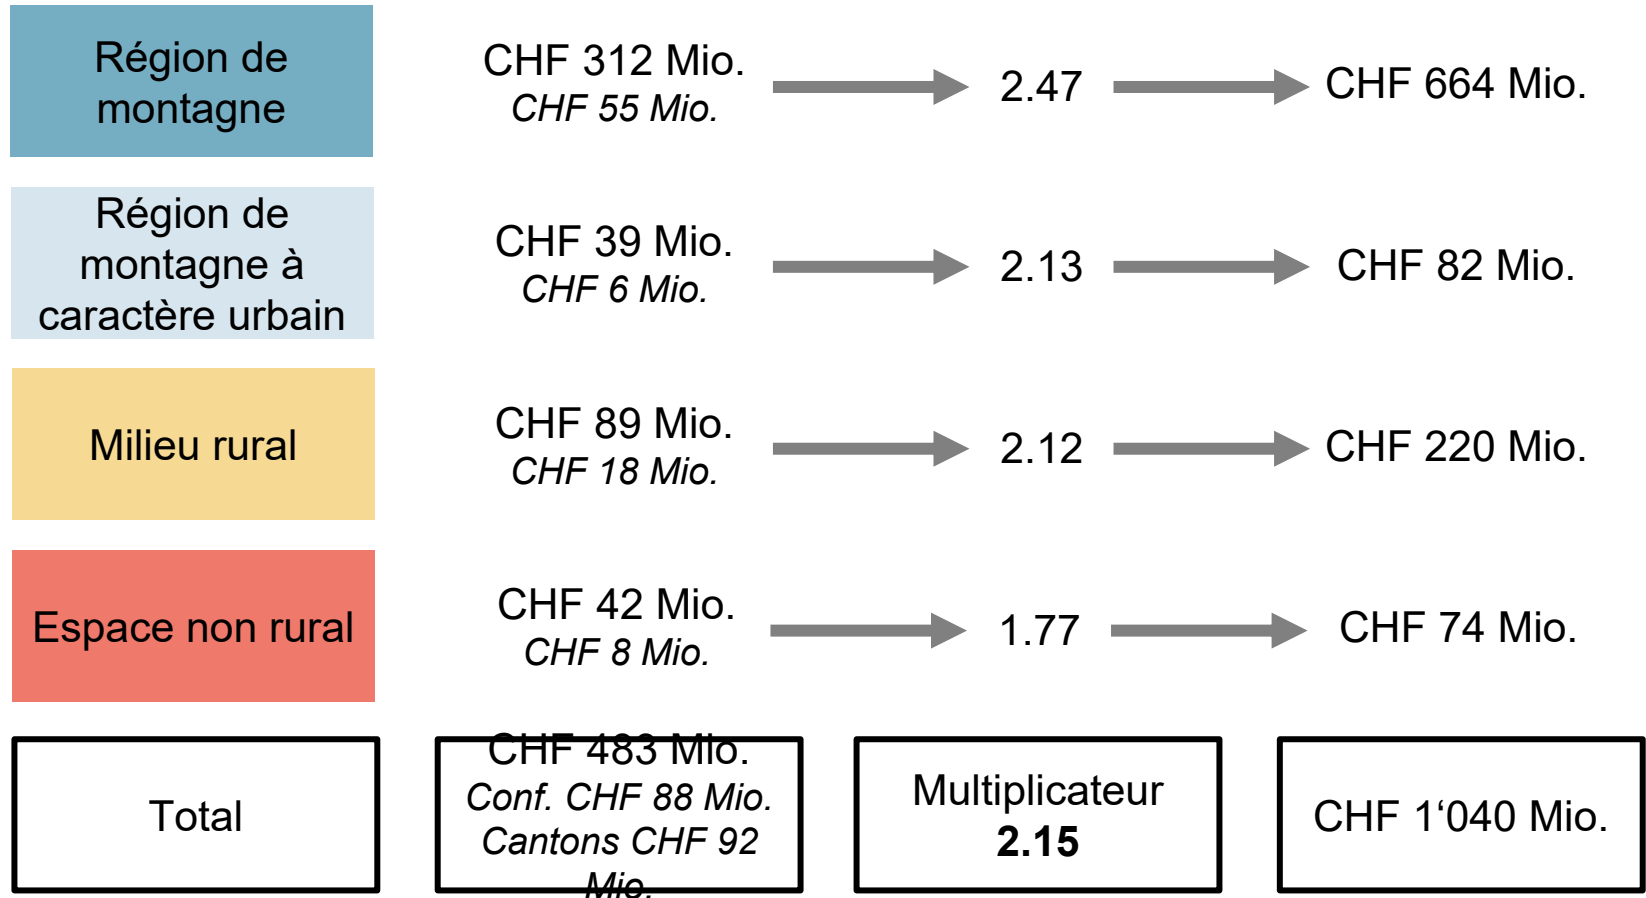 Région de
montagne
CHF 312 Mio.
CHF 55 Mio.
2.47
CHF 664 Mio.
Région de
montagne à
caractère urbain
CHF 39 Mio.
CHF 6 Mio.
2.13
CHF 82 Mio.
Milieu rural
CHF 89 Mio.
CHF 18 Mio.
2.12
CHF 220 Mio.
Espace non rural
CHF 42 Mio.
CHF 8 Mio.
1.77
CHF 74 Mio.
Total
CHF 483 Mio.
Conf. CHF 88 Mio.
Cantons CHF 92
Mio.
Multiplicateur
2.15
CHF 1‘040 Mio.